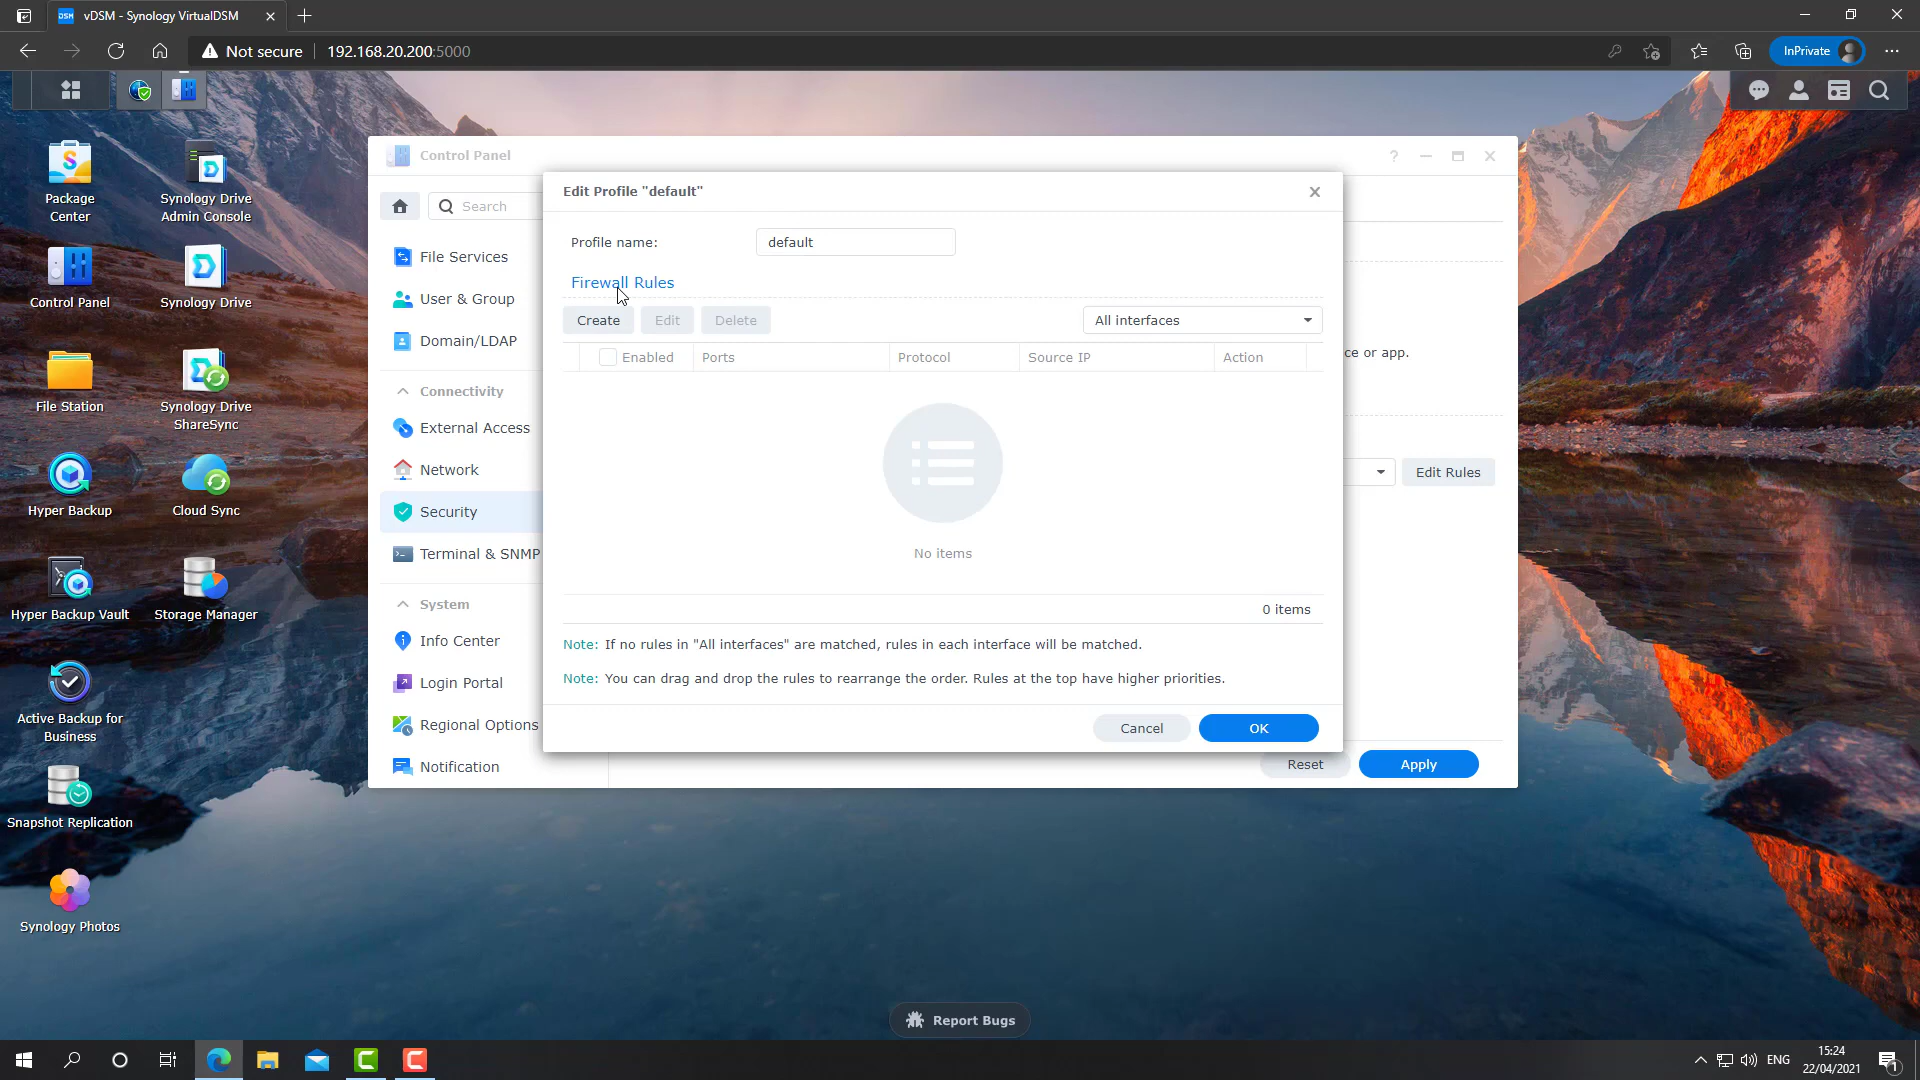 vDSM - Synology VirtualDSM
Not secure
192.168.20.200:5000
InPrivate
Package
Center
Synology Drive
Admin Console
Control Panel
Synology Drive
File Station
Synology Drive
ShareSync
Hyper Backup
Cloud Sync
Hyper Backup Vault
Storage Manager
Active Backup for
Business
Snapshot Replication
Synology Photos
Control Panel
?
Search
File Services
User & Group
Domain/LDAP
Connectivity
External Access
Network
Security
Terminal & SNMP
System
Info Center
Login Portal
Regional Options
Notification
ce or app.
Edit Rules
Reset
Apply
Edit Profile "default"
Profile name:
default
Firewall Rules
Create
Edit
Delete
All interfaces
Enabled
Ports
Protocol
Source IP
Action
No items
0 items
Note: If no rules in "All interfaces" are matched, rules in each interface will be matched.
Note: You can drag and drop the rules to rearrange the order. Rules at the top have higher priorities.
Cancel
OK
Report Bugs
ENG
15:24
22/04/2021
1